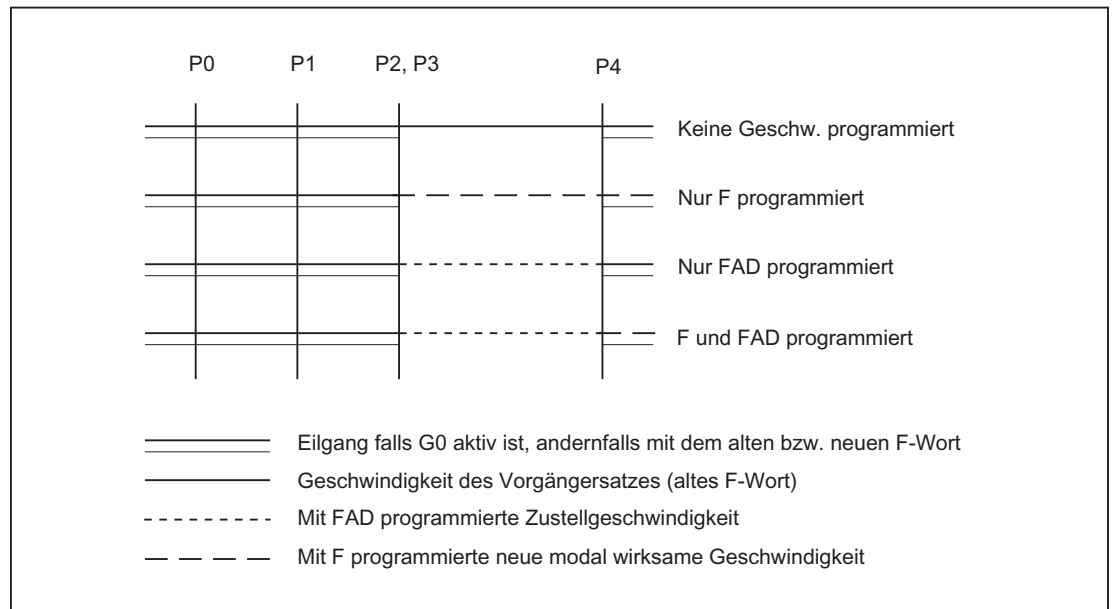 P0 P1 P2, P3 P4
Keine Geschw. programmiert
Nur F programmiert
Nur FAD programmiert
F und FAD programmiert
Eilgang falls G0 aktiv ist, andernfalls mit dem alten bzw. neuen F-Wort
Geschwindigkeit des Vorgängersatzes (altes F-Wort)
Mit FAD programmierte Zustellgeschwindigkeit
Mit F programmierte neue modal wirksame Geschwindigkeit